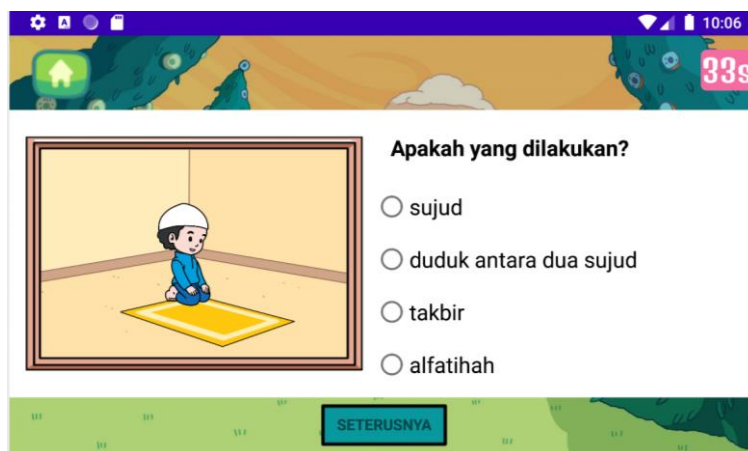 10:06
33s
Apakah yang dilakukan?
sujud
duduk antara dua sujud
takbir
alfatihah
SETERUSNYA